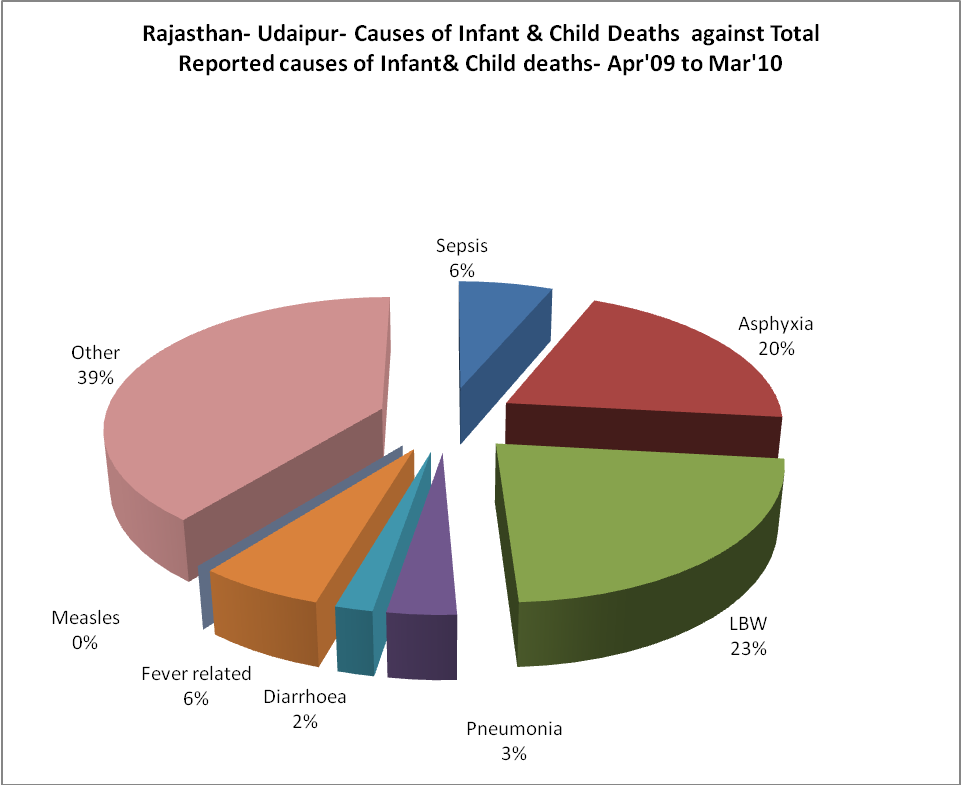 Rajasthan- Udaipur- Causes of Infant & Child Deaths  against Total
Reported causes of Infant& Child deaths- Apr'09 to Mar'10
Sepsis
6%
Asphyxia
20%
LBW
23%
Pneumonia
3%
Diarrhoea
2%
Fever related
6%
Measles
0%
Other
39%